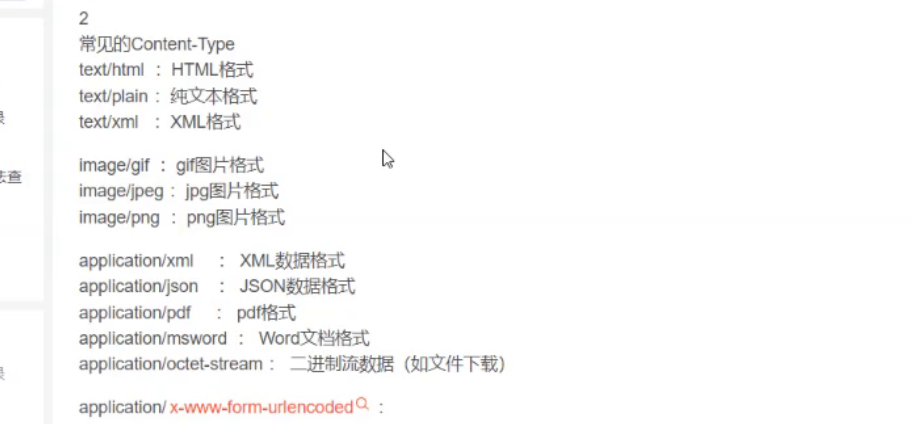 2
常见的Content-Type
text/html ： HTML格式
text/plain ： 纯文本格式
text/xml ： XML格式
image/gif ： gif图片格式
image/jpeg ： jpg图片格式
image/png ： png图片格式
application/xml ： XML数据格式
application/json ： JSON数据格式
application/pdf ： pdf格式
application/msword ： Word文档格式
application/octet-stream ： 二进制流数据（如文件下载）
application/x-www-form-urlencoded ：